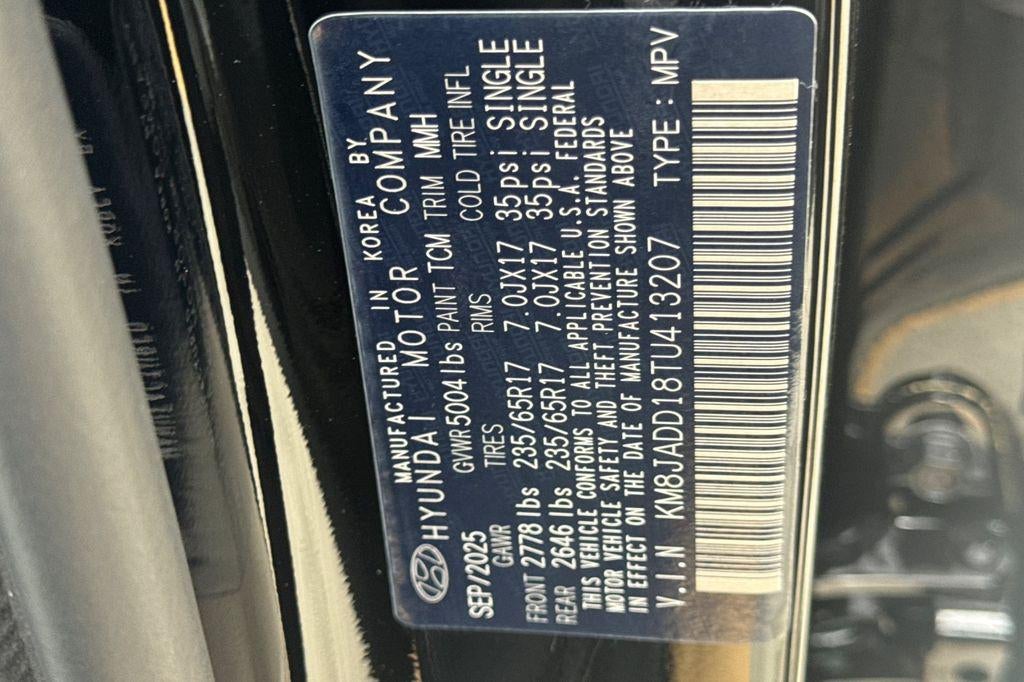 MANUFACTURED IN KOREA BY
HYUNDAI MOTOR COMPANY
SEP/2025 GVWR 5004 lbs PAINT TCM TRIM MMH
GAWR TIRES RIMS COLD TIRE INFL
FRONT 2778 lbs 235/65R17 7.0JX17 35psi SINGLE
REAR 2646 lbs 235/65R17 7.0JX17 35psi SINGLE
THIS VEHICLE CONFORMS TO ALL APPLICABLE U.S.A. FEDERAL
MOTOR VEHICLE SAFETY AND THEFT PREVENTION STANDARDS
IN EFFECT ON THE DATE OF MANUFACTURE SHOWN ABOVE
V.I.N KM8JADD18TU413207 TYPE : MPV